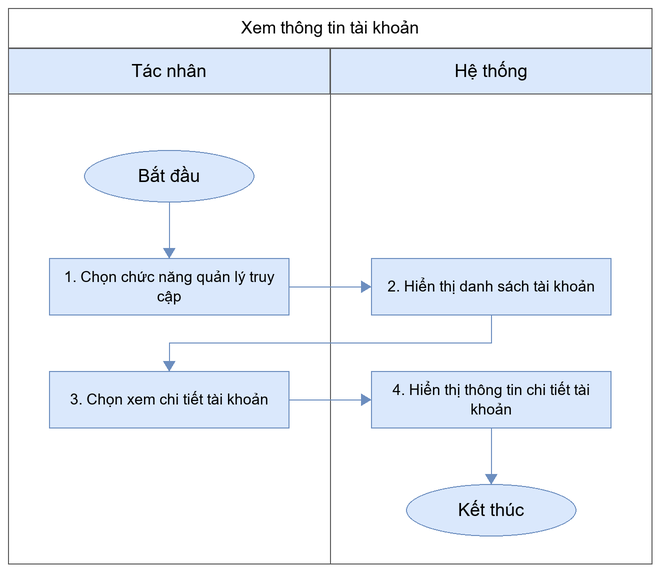 Xem thông tin tài khoản
Tác nhân
Hệ thống
Bắt đầu
1. Chọn chức năng quản lý truy
cập
2. Hiển thị danh sách tài khoản
3. Chọn xem chi tiết tài khoản
4. Hiển thị thông tin chi tiết tài
khoản
Kết thúc